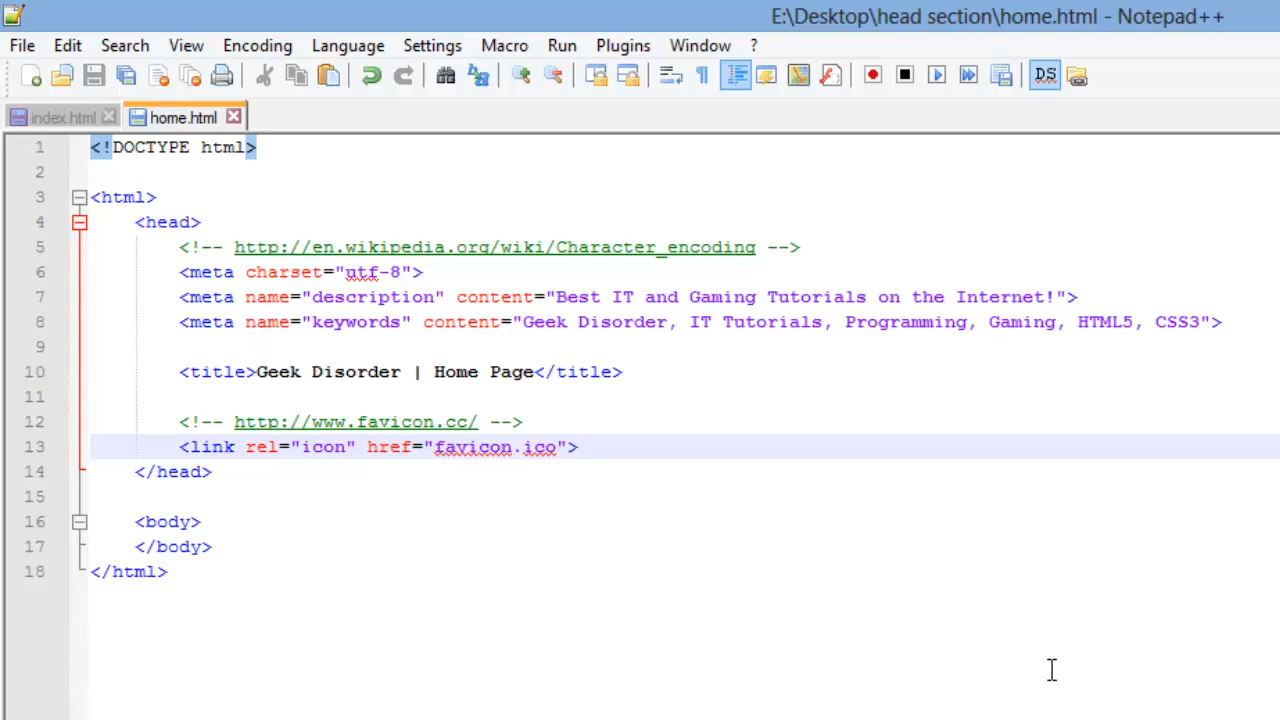 E:\Desktop\head section\home.html - Notepad++
File Edit Search View Encoding Language Settings Macro Run Plugins Window ?
index.html home.html
1 <!DOCTYPE html>
2
3 <html>
4 <head>
5 <!-- http://en.wikipedia.org/wiki/Character_encoding -->
6 <meta charset="utf-8">
7 <meta name="description" content="Best IT and Gaming Tutorials on the Internet!">
8 <meta name="keywords" content="Geek Disorder, IT Tutorials, Programming, Gaming, HTML5, CSS3">
9
10 <title>Geek Disorder | Home Page</title>
11
12 <!-- http://www.favicon.cc/ -->
13 <link rel="icon" href="favicon.ico">
14 </head>
15
16 <body>
17 </body>
18 </html>